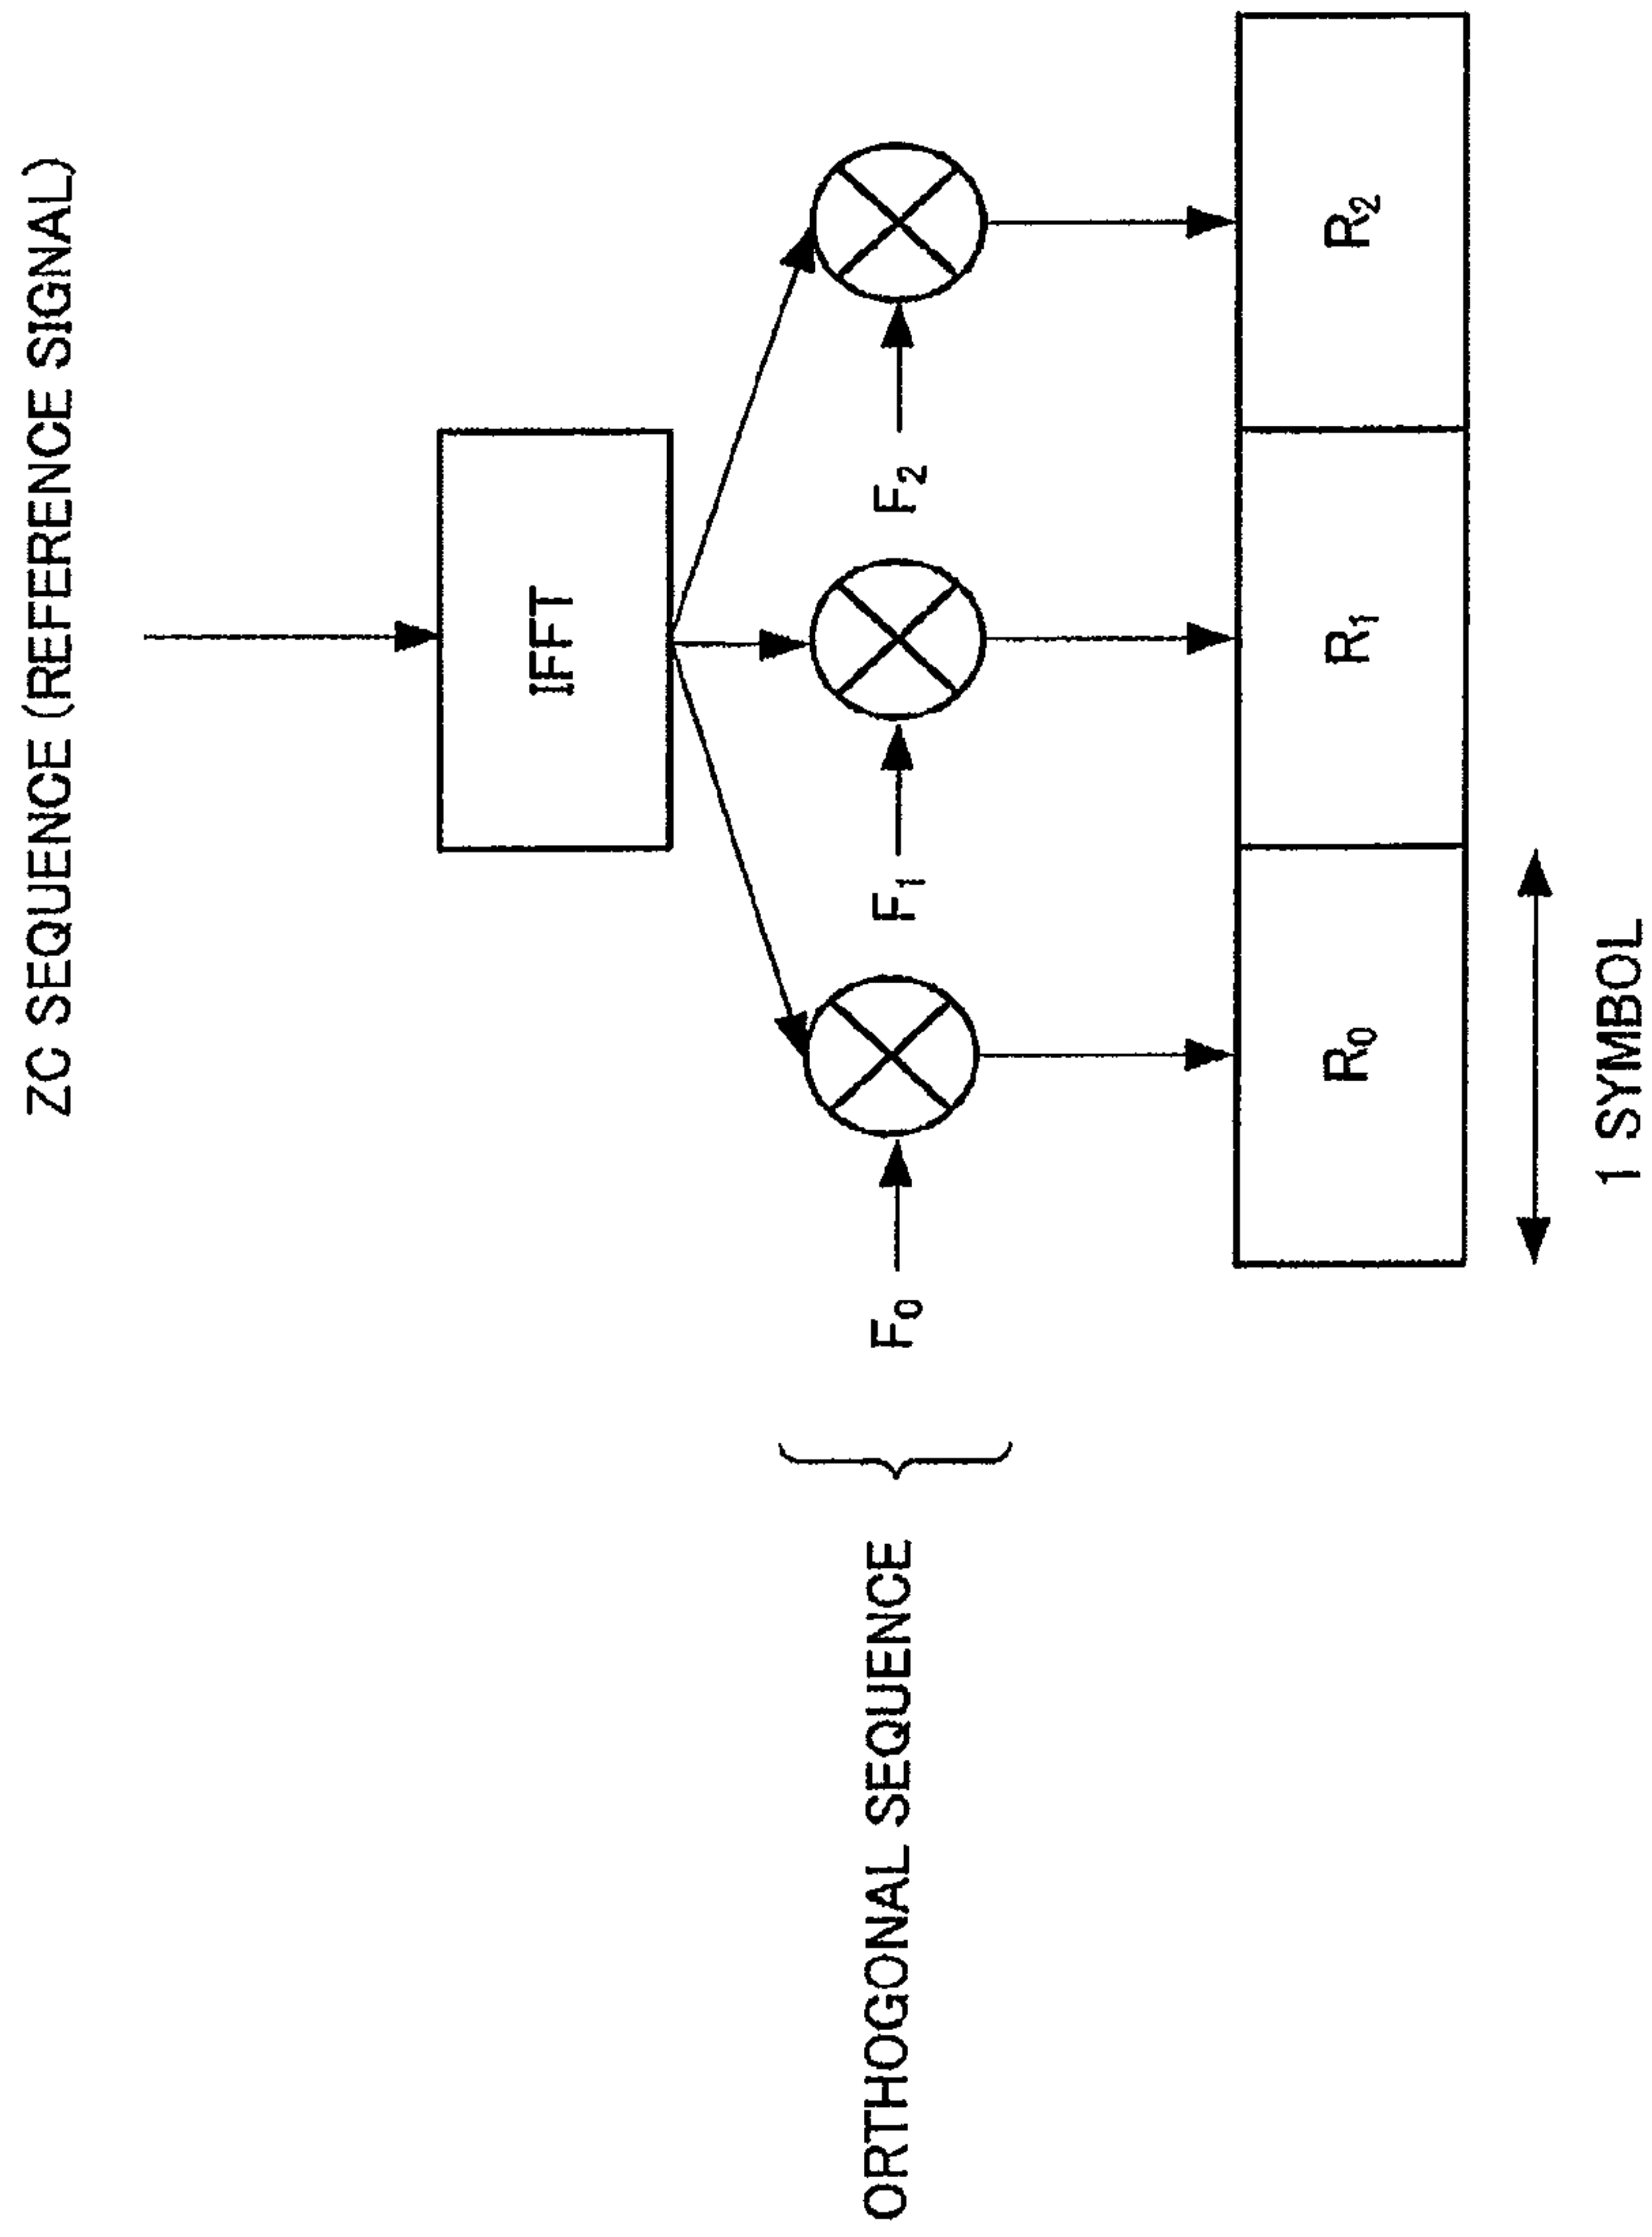 ZC SEQUENCE (REFERENCE SIGNAL)
IFFT
ORTHOGONAL SEQUENCE
F0
F1
F2
R0
R1
R2
1 SYMBOL